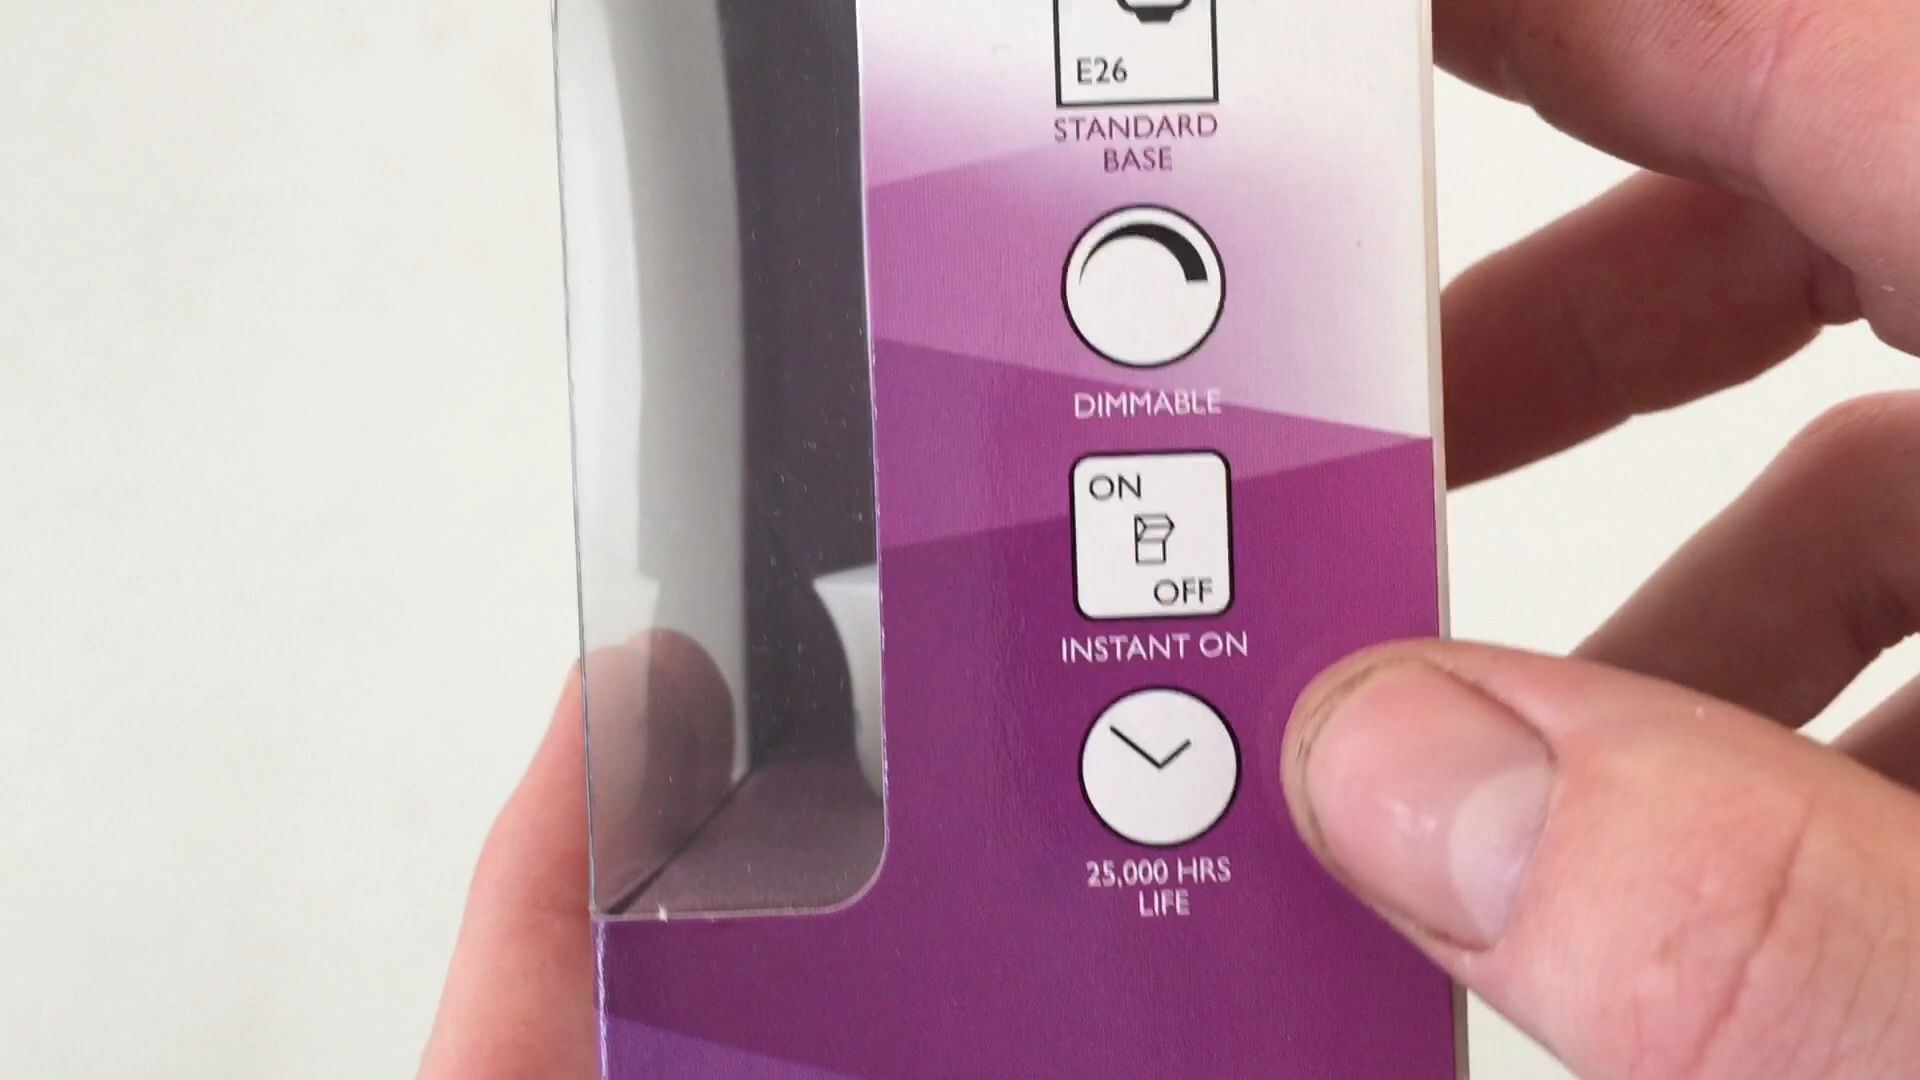 E26
STANDARD
BASE
DIMMABLE
ON
OFF
INSTANT ON
25,000 HRS
LIFE